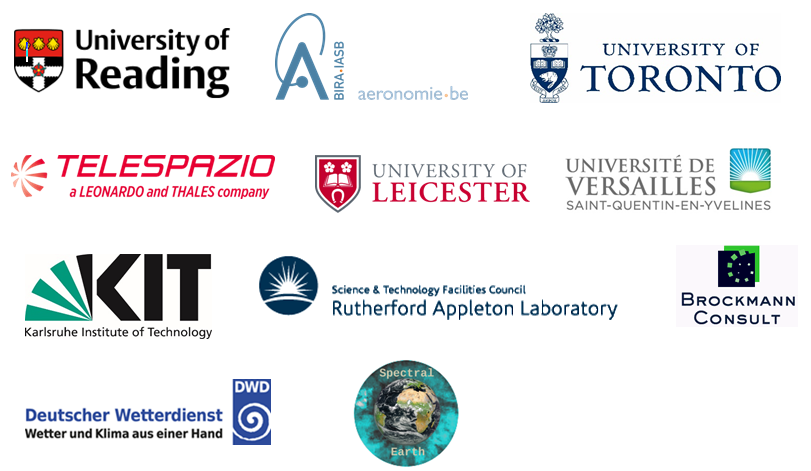 University of
Reading
BIRA·IASB
aeronomie·be
UNIVERSITY OF
TORONTO
TELESPAZIO
a LEONARDO and THALES company
UNIVERSITY OF
LEICESTER
UNIVERSITÉ DE
VERSAILLES
SAINT-QUENTIN-EN-YVELINES
KIT
Karlsruhe Institute of Technology
Science & Technology Facilities Council
Rutherford Appleton Laboratory
BROCKMANN
CONSULT
Deutscher Wetterdienst
Wetter und Klima aus einer Hand
DWD
Spectral
Earth